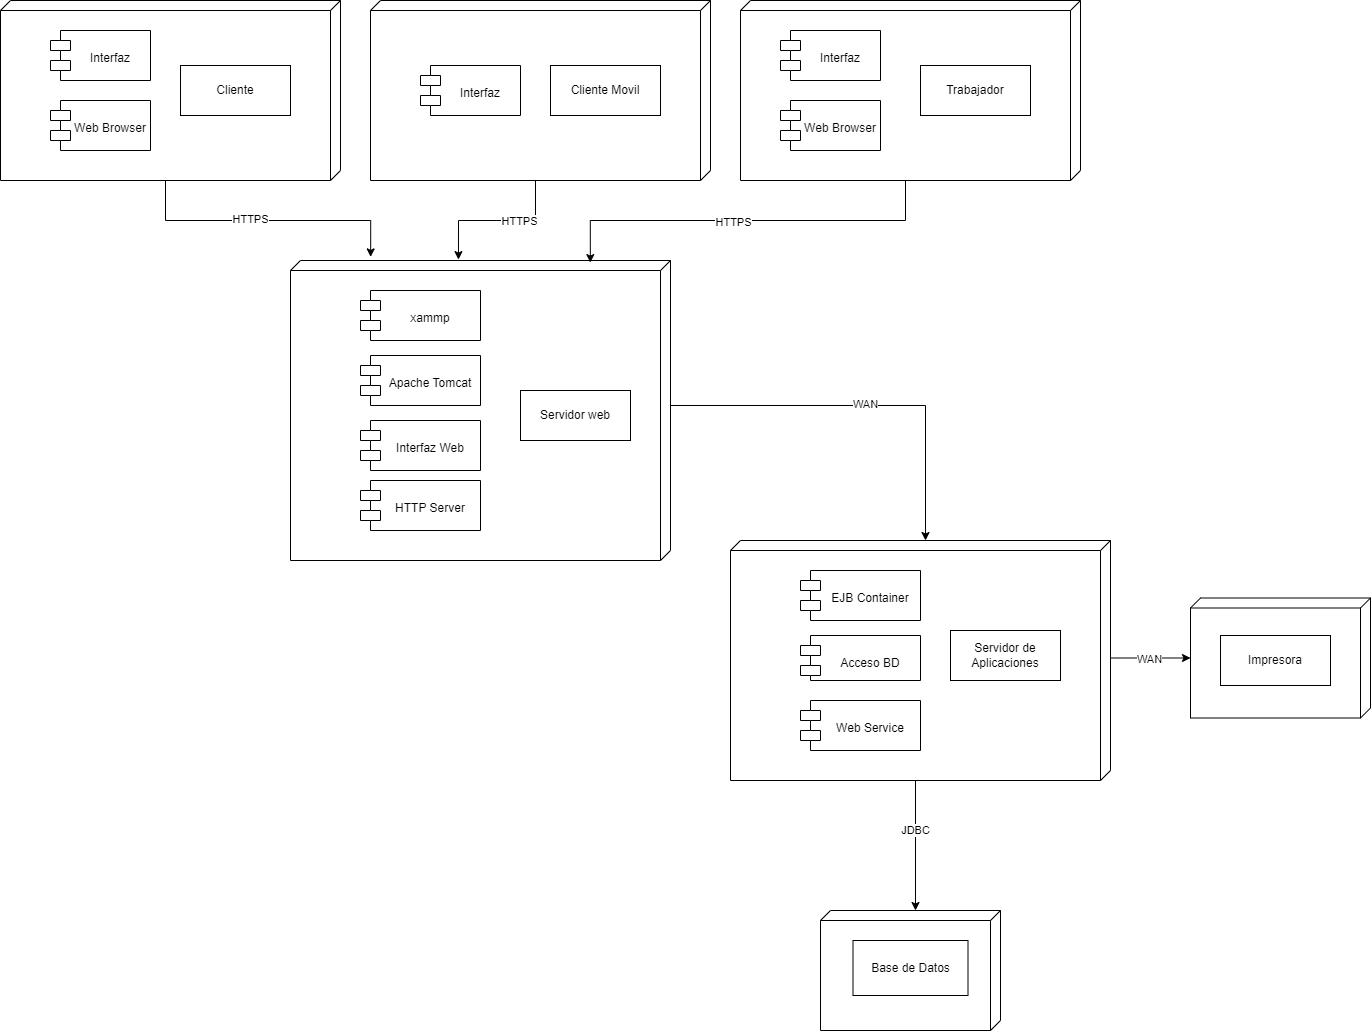 Interfaz
Cliente
Web Browser
Interfaz
Cliente Movil
Interfaz
Trabajador
Web Browser
HTTPS
HTTPS
HTTPS
xammp
Apache Tomcat
Servidor web
Interfaz Web
HTTP Server
WAN
EJB Container
Acceso BD
Servidor de
Aplicaciones
Web Service
WAN
Impresora
JDBC
Base de Datos